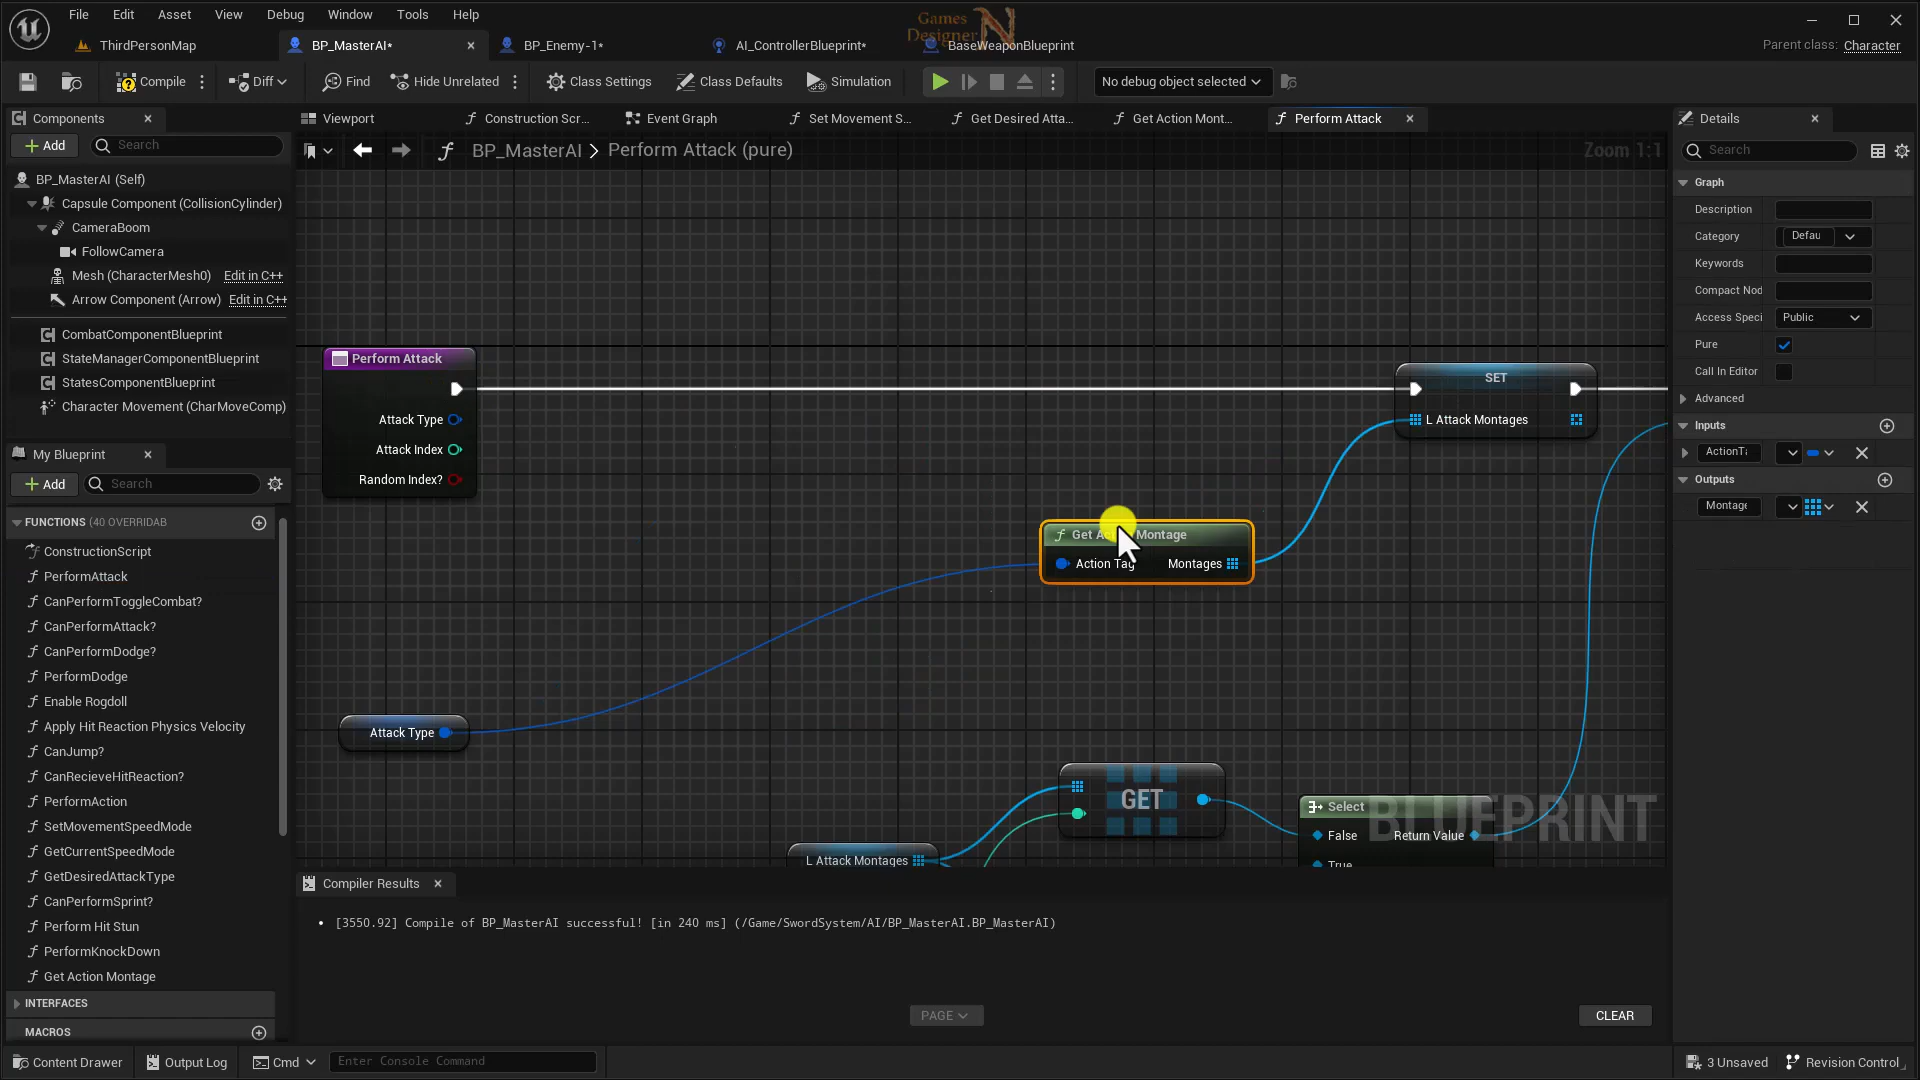 File Edit Asset View Debug Window Tools Help
Games Designer N
ThirdPersonMap
BP_MasterAI*
BP_Enemy-1*
AI_ControllerBlueprint*
BaseWeaponBlueprint
Parent class: Character
Compile
Diff
Find
Hide Unrelated
Class Settings
Class Defaults
Simulation
No debug object selected
Components
Add
Search
BP_MasterAI (Self)
Capsule Component (CollisionCylinder)
CameraBoom
FollowCamera
Mesh (CharacterMesh0) Edit in C++
Arrow Component (Arrow) Edit in C++
CombatComponentBlueprint
StateManagerComponentBlueprint
StatesComponentBlueprint
Character Movement (CharMoveComp)
My Blueprint
Add
Search
FUNCTIONS (40 OVERRIDAB
ConstructionScript
PerformAttack
CanPerformToggleCombat?
CanPerformAttack?
CanPerformDodge?
PerformDodge
Enable Rogdoll
Apply Hit Reaction Physics Velocity
CanJump?
CanRecieveHitReaction?
PerformAction
SetMovementSpeedMode
GetCurrentSpeedMode
GetDesiredAttackType
CanPerformSprint?
Perform Hit Stun
PerformKnockDown
Get Action Montage
INTERFACES
MACROS
Viewport
Construction Scr...
Event Graph
Set Movement S...
Get Desired Atta...
Get Action Mont...
Perform Attack
BP_MasterAI > Perform Attack (pure)
Zoom 1:1
Perform Attack
Attack Type
Attack Index
Random Index?
SET
L Attack Montages
Montage
Action Tag
Montages
Attack Type
GET
L Attack Montages
Select
False
Return Value
True
BLUEPRINT
Compiler Results
[3550.92] Compile of BP_MasterAI successful! [in 240 ms] (/Game/SwordSystem/AI/BP_MasterAI.BP_MasterAI)
PAGE
CLEAR
Details
Search
Graph
Description
Category
Defau
Keywords
Compact Nod
Access Speci
Public
Pure
Call In Editor
Advanced
Inputs
Outputs
Montage
Content Drawer
Output Log
Cmd
Enter Console Command
3 Unsaved
Revision Control